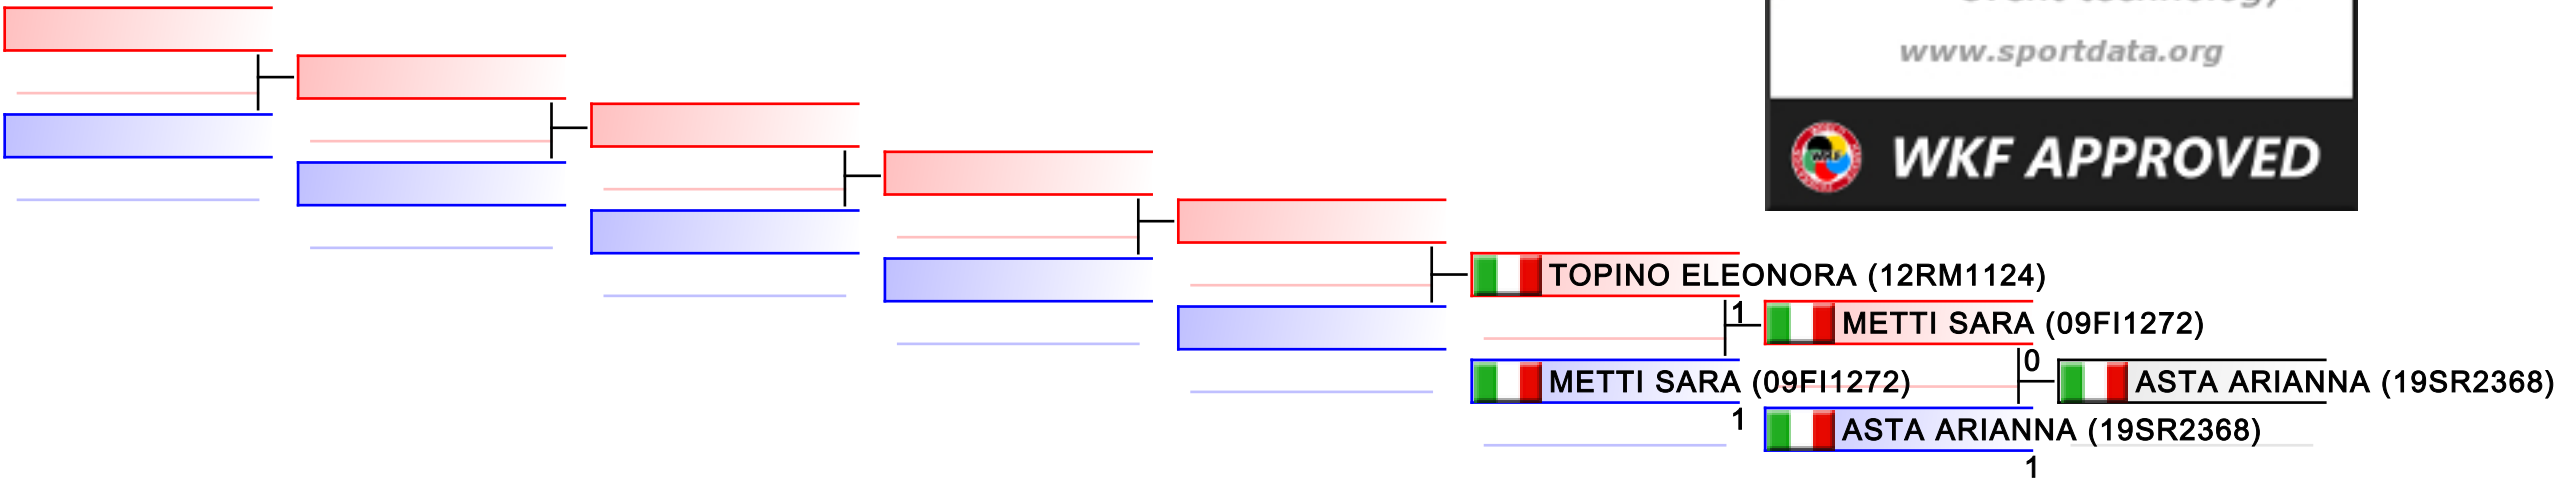 www.sportdata.org
WKF APPROVED
TOPINO ELEONORA (12RM1124)
1
METTI SARA (09FI1272)
0
METTI SARA (09FI1272)
ASTA ARIANNA (19SR2368)
1
ASTA ARIANNA (19SR2368)
1